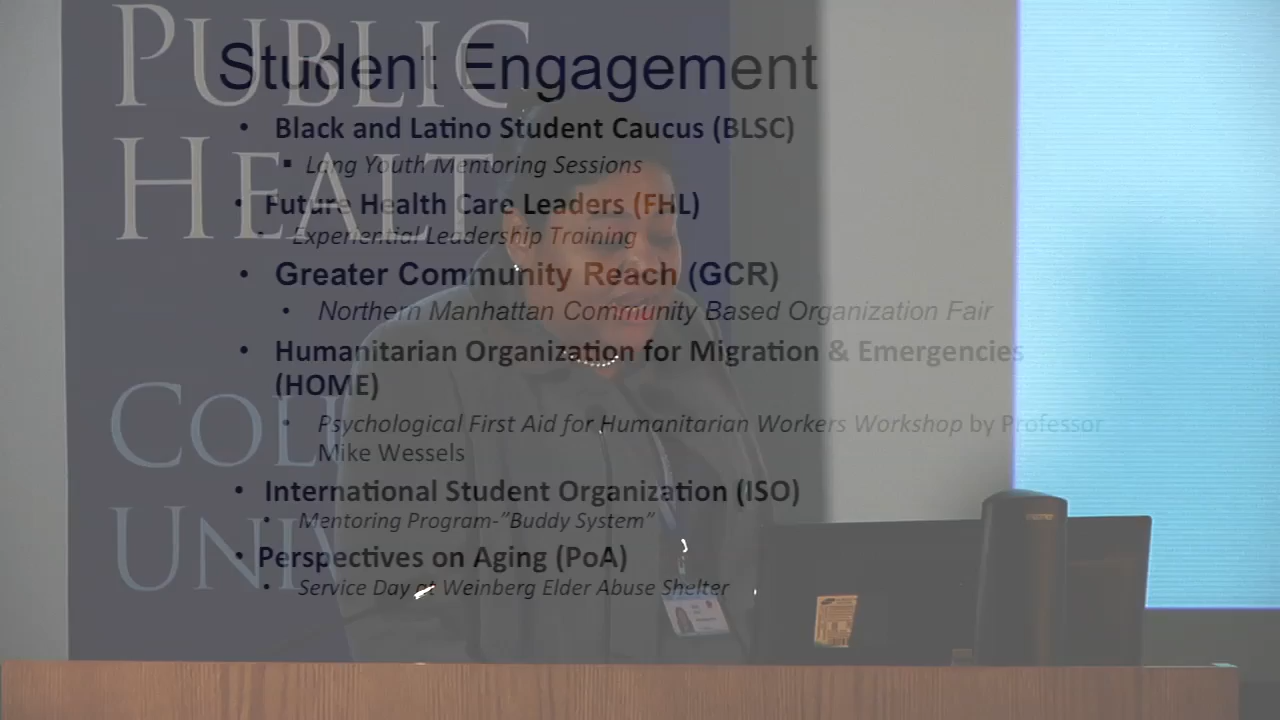 PUBLIC
HEALT
COL
UNIV
Student Engagement
• Black and Latino Student Caucus (BLSC)
▪ Lang Youth Mentoring Sessions
• Future Health Care Leaders (FHL)
• Experiential Leadership Training
• Greater Community Reach (GCR)
• Northern Manhattan Community Based Organization Fair
• Humanitarian Organization for Migration & Emergencies
(HOME)
• Psychological First Aid for Humanitarian Workers Workshop by Professor
Mike Wessels
• International Student Organization (ISO)
• Mentoring Program-”Buddy System”
• Perspectives on Aging (PoA)
• Service Day at Weinberg Elder Abuse Shelter